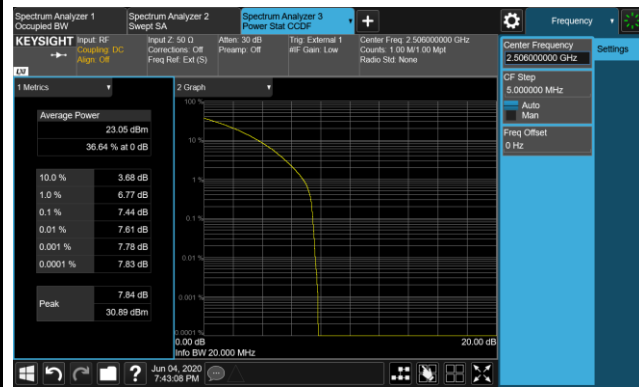 Spectrum Analyzer 1
Occupied BW
Spectrum Analyzer 2
Swept SA
Spectrum Analyzer 3
Power Stat CCDF
Frequency
KEYSIGHT
Input: RF
Coupling: DC
Align: Off
Input Z: 50 Ω
Corrections: Off
Freq Ref: Ext (S)
Atten: 30 dB
Preamp: Off
Trig: External 1
#IF Gain: Low
Center Freq: 2.506000000 GHz
Counts: 1.00 M/1.00 Mpt
Radio Std: None
LXI
Center Frequency
2.506000000 GHz
Settings
CF Step
5.000000 MHz
Auto
Man
Freq Offset
0 Hz
1 Metrics
Average Power
23.05 dBm
36.64 % at 0 dB
10.0 % 3.68 dB
1.0 % 6.77 dB
0.1 % 7.44 dB
0.01 % 7.61 dB
0.001 % 7.78 dB
0.0001 % 7.83 dB
Peak
7.84 dB
30.89 dBm
2 Graph
100 %
10 %
1 %
0.1 %
0.01 %
0.001 %
0.0001 %
0.00 dB
20.00 dB
Info BW 20.000 MHz
?
Jun 04, 2020
7:43:08 PM